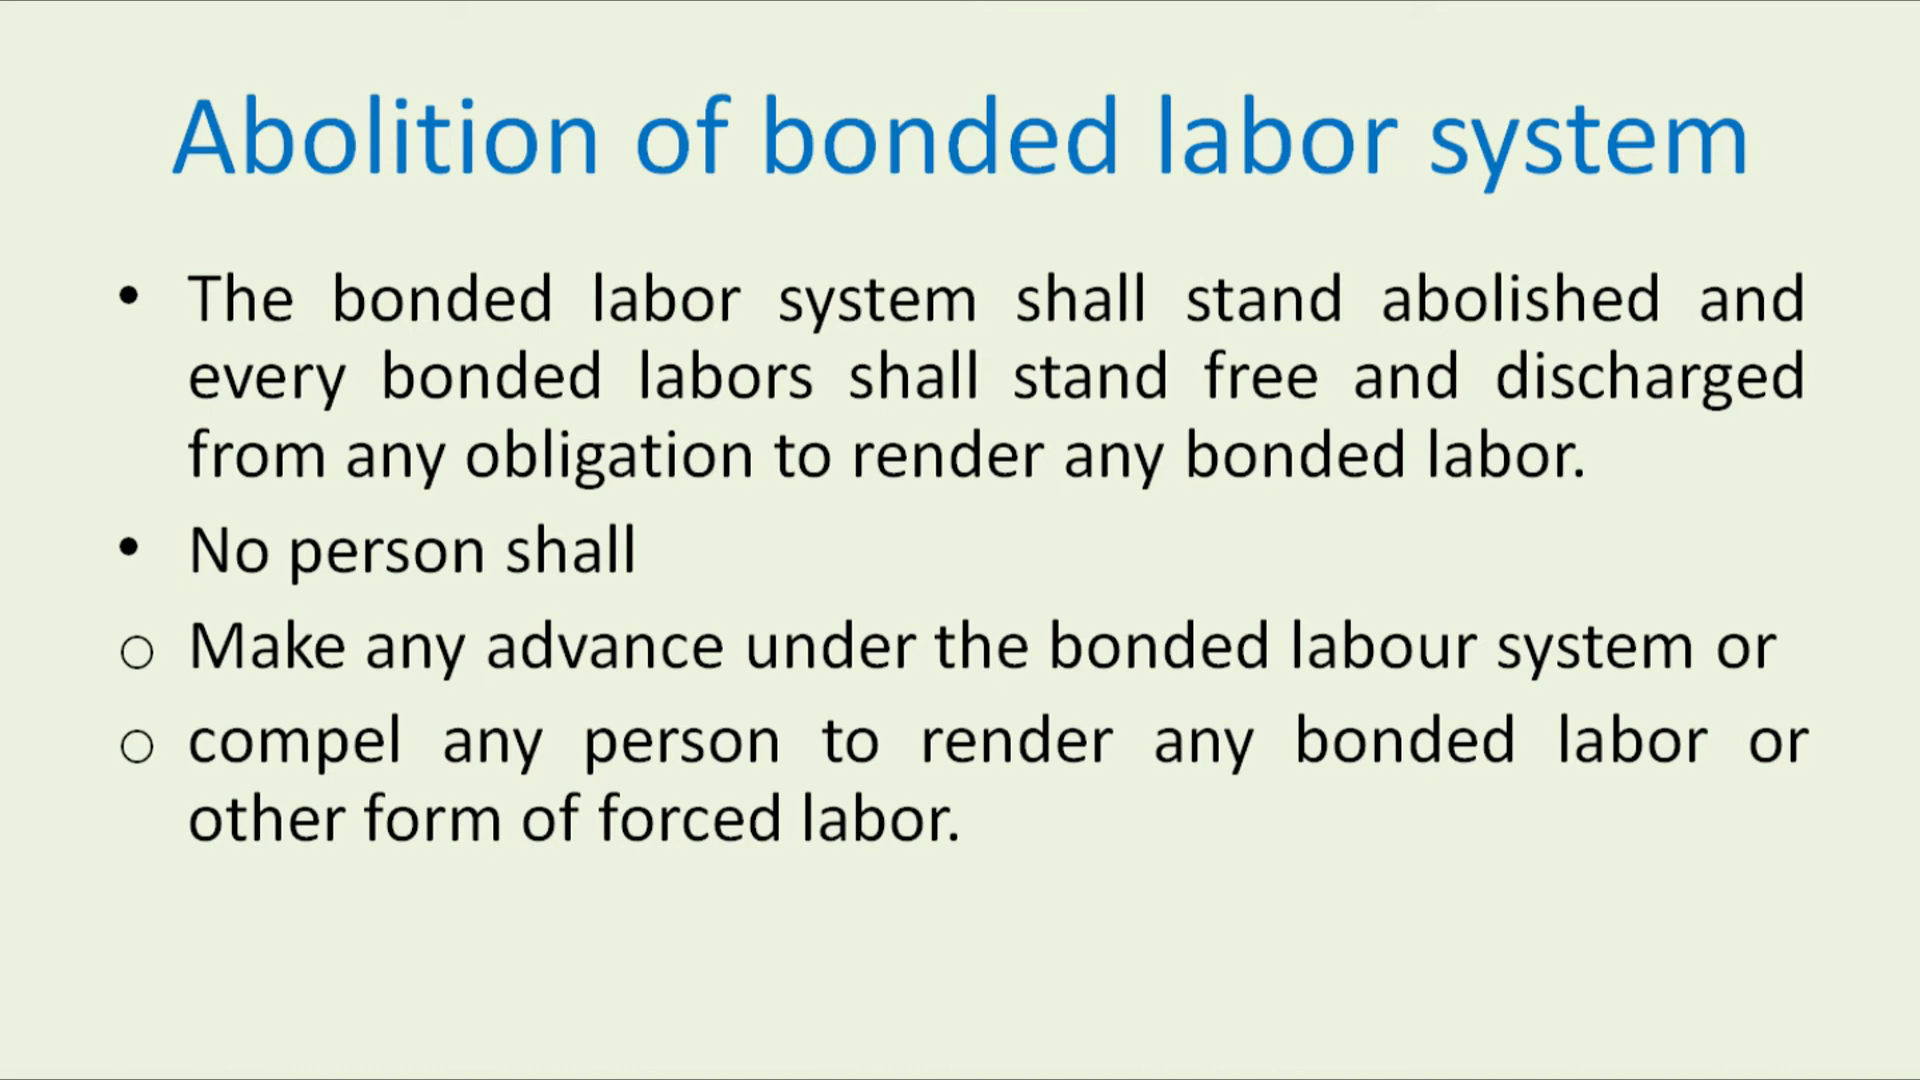 Abolition of bonded labor system
• The bonded labor system shall stand abolished and
every bonded labors shall stand free and discharged
from any obligation to render any bonded labor.
• No person shall
o Make any advance under the bonded labour system or
o compel any person to render any bonded labor or
other form of forced labor.